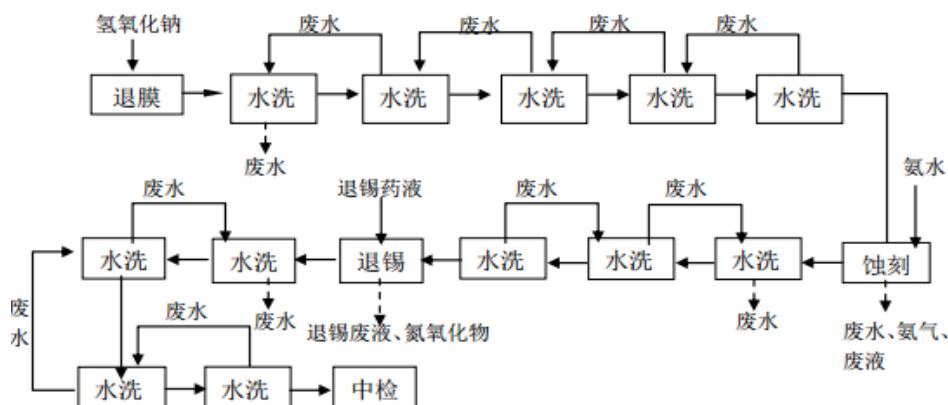 氢氧化钠
废水
废水
废水
废水
退膜
水洗
水洗
水洗
水洗
水洗
废水
氨水
废水
退锡药液
废水
废水
水洗
水洗
退锡
水洗
水洗
水洗
蚀刻
废水
废水
退锡废液、氮氧化物
废水
废水、氨气、
废液
废水
水洗
水洗
中检